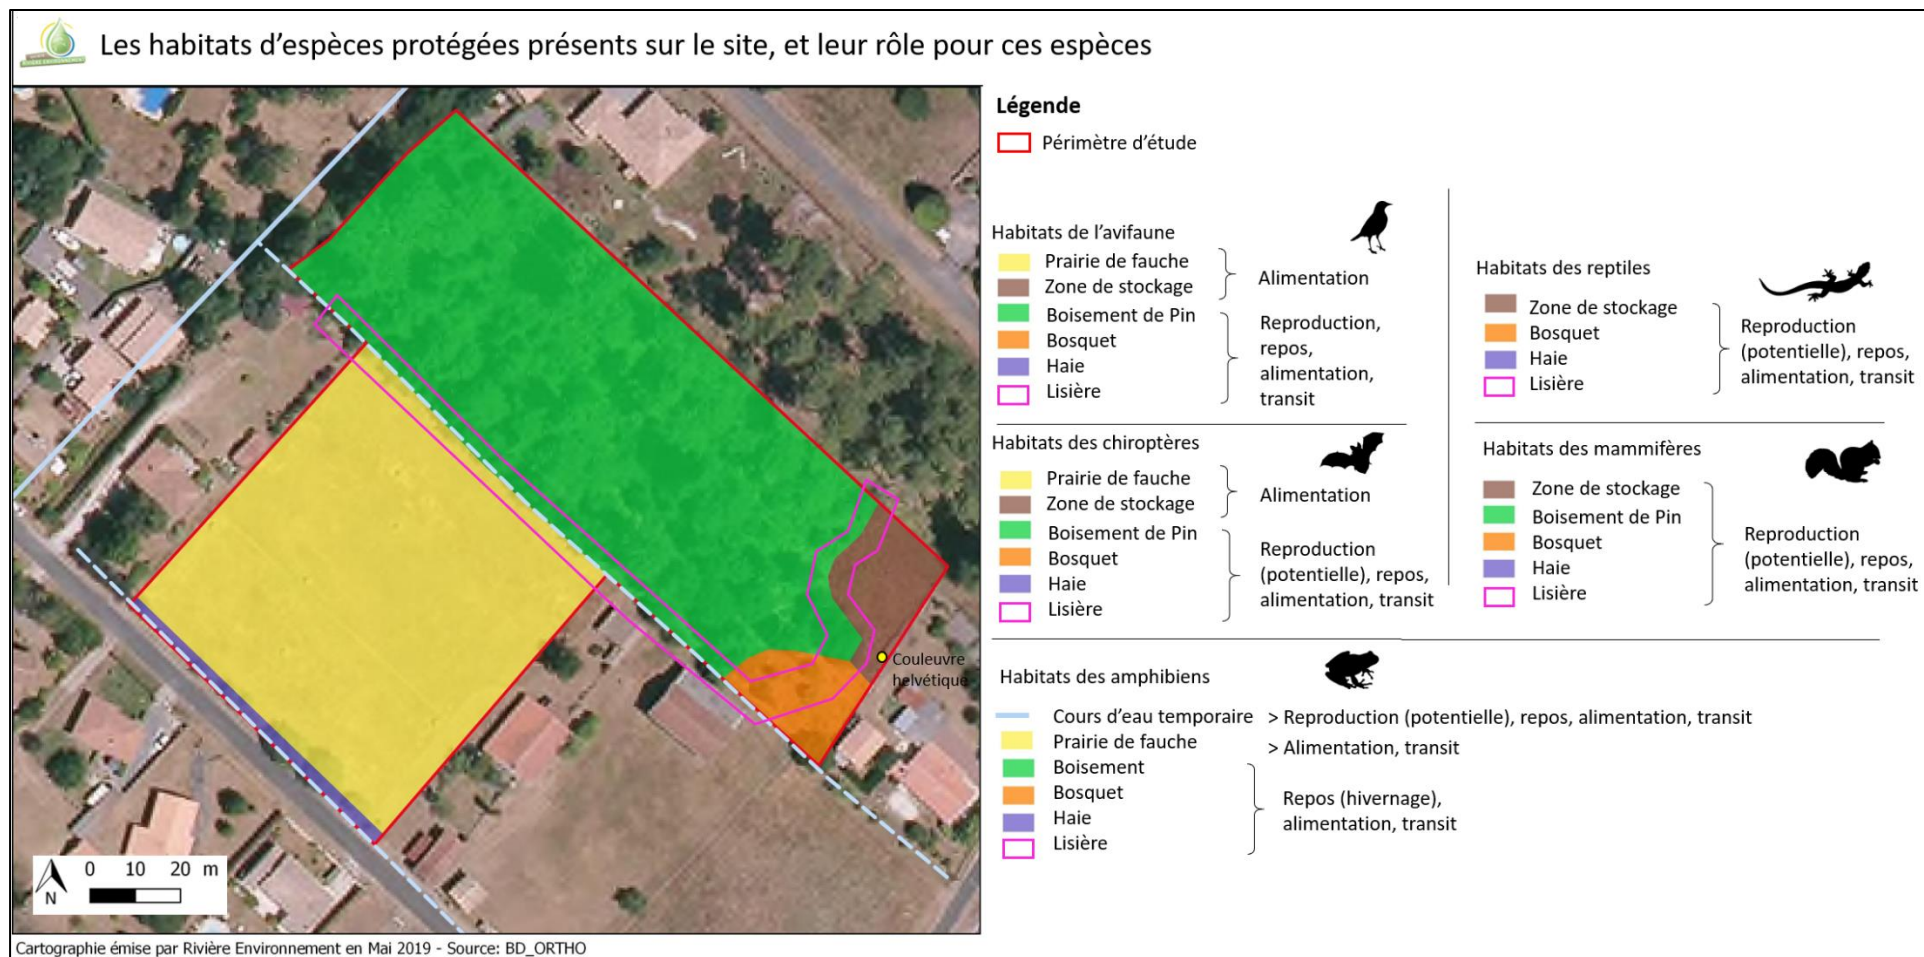 Les habitats d'espèces protégées présents sur le site, et leur rôle pour ces espèces
Couleuvre
helvétique
0 10 20 m
N
Légende
Périmètre d'étude
Habitats de l'avifaune
Prairie de fauche
Zone de stockage
Alimentation
Boisement de Pin
Bosquet
Haie
Lisière
Reproduction,
repos,
alimentation,
transit
Habitats des reptiles
Zone de stockage
Bosquet
Haie
Lisière
Reproduction
(potentielle), repos,
alimentation, transit
Habitats des chiroptères
Prairie de fauche
Zone de stockage
Alimentation
Boisement de Pin
Bosquet
Haie
Lisière
Reproduction
(potentielle), repos,
alimentation, transit
Habitats des mammifères
Zone de stockage
Boisement de Pin
Bosquet
Haie
Lisière
Reproduction
(potentielle), repos,
alimentation, transit
Habitats des amphibiens
Cours d'eau temporaire > Reproduction (potentielle), repos, alimentation, transit
Prairie de fauche > Alimentation, transit
Boisement
Bosquet
Haie
Lisière
Repos (hivernage),
alimentation, transit
Cartographie émise par Rivière Environnement en Mai 2019 - Source: BD_ORTHO